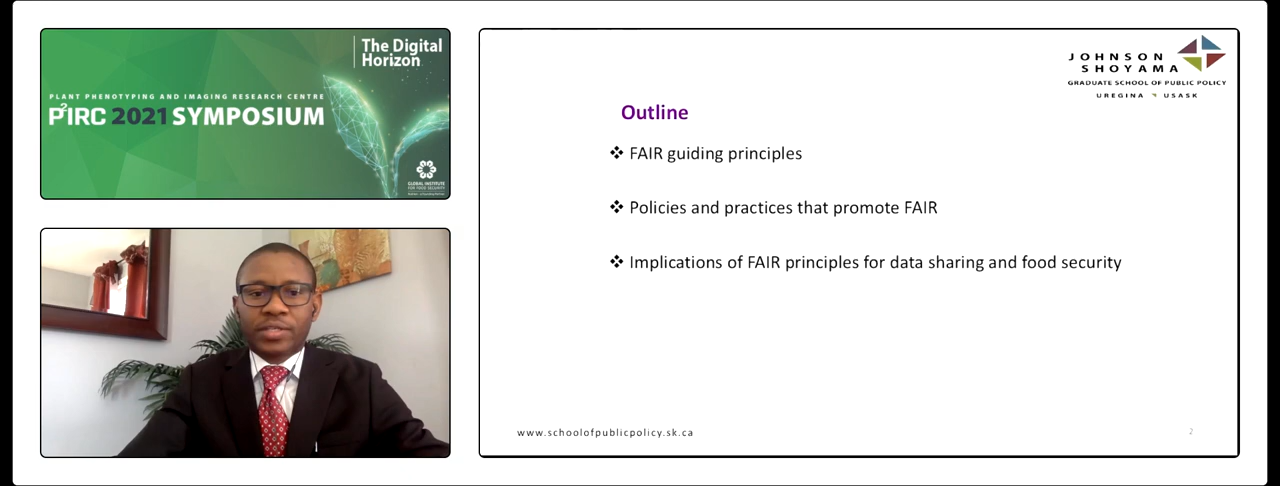 The Digital
Horizon
PLANT PHENOTYPING AND IMAGING RESEARCH CENTRE
P²IRC 2021 SYMPOSIUM
GLOBAL INSTITUTE
FOR FOOD SECURITY
JOHNSON
SHOYAMA
GRADUATE SCHOOL OF PUBLIC POLICY
UREGINA USASK
Outline
❖ FAIR guiding principles
❖ Policies and practices that promote FAIR
❖ Implications of FAIR principles for data sharing and food security
www.schoolofpublicpolicy.sk.ca
2